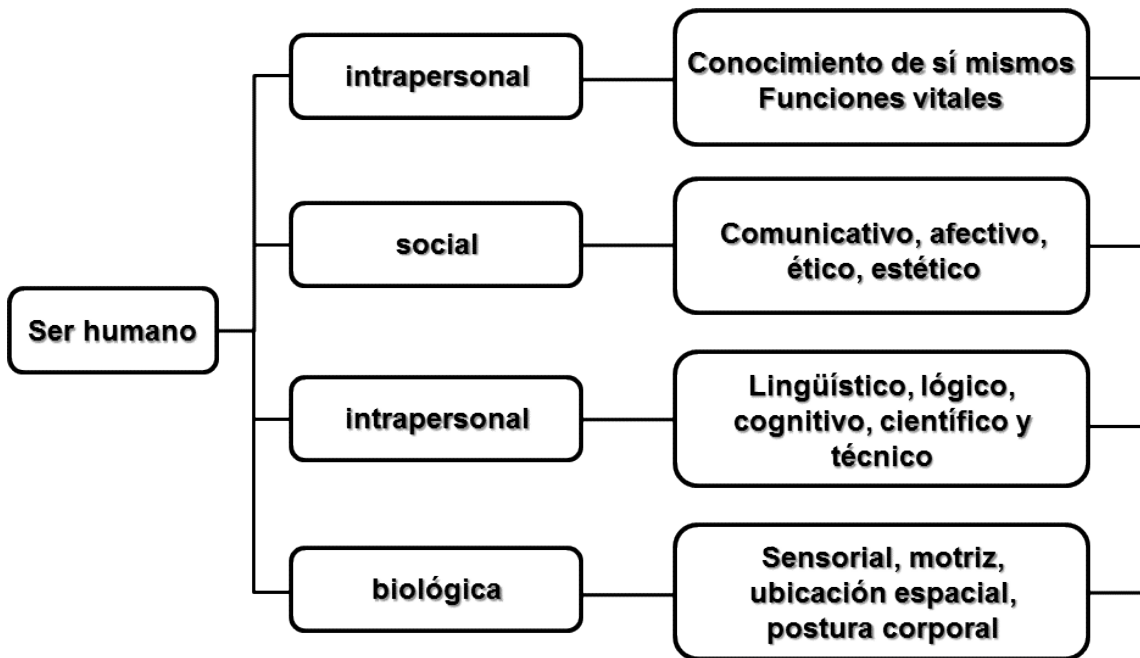 Ser humano
intrapersonal
Conocimiento de sí mismos
Funciones vitales
social
Comunicativo, afectivo,
ético, estético
intrapersonal
Lingüístico, lógico,
cognitivo, científico y
técnico
biológica
Sensorial, motriz,
ubicación espacial,
postura corporal